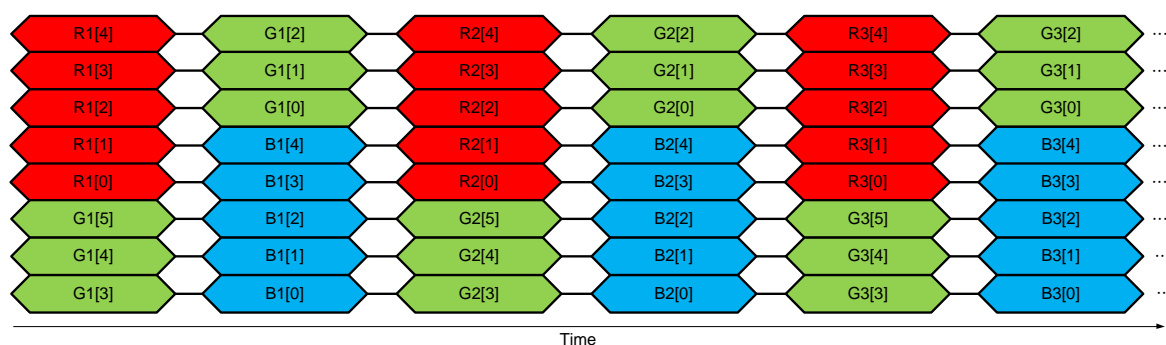 R1[4] G1[2] R2[4] G2[2] R3[4] G3[2] ...
R1[3] G1[1] R2[3] G2[1] R3[3] G3[1] ...
R1[2] G1[0] R2[2] G2[0] R3[2] G3[0] ...
R1[1] B1[4] R2[1] B2[4] R3[1] B3[4] ...
R1[0] B1[3] R2[0] B2[3] R3[0] B3[3] ...
G1[5] B1[2] G2[5] B2[2] G3[5] B3[2] ...
G1[4] B1[1] G2[4] B2[1] G3[4] B3[1] ..
G1[3] B1[0] G2[3] B2[0] G3[3] B3[0] ..
Time